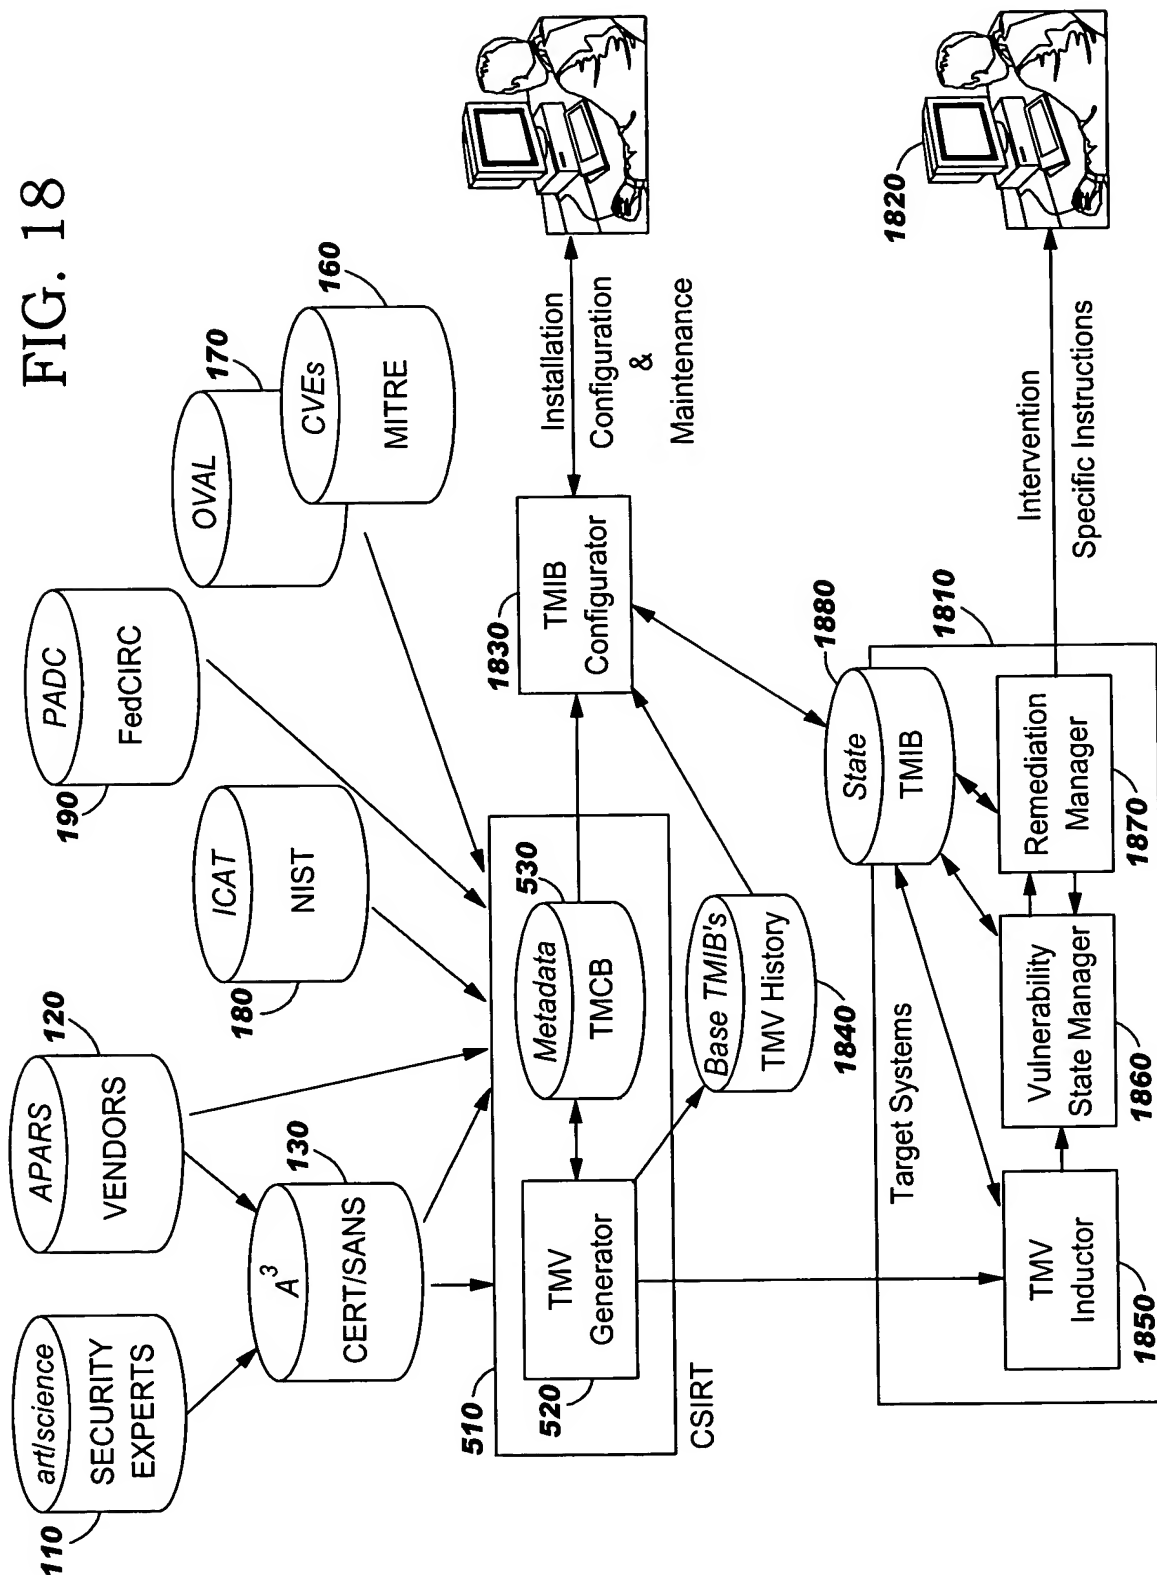 FIG. 18
110
art/science
SECURITY
EXPERTS
120
APARS
VENDORS
190
PADC
FedCIRC
170
OVAL
160
CVEs
MITRE
180
ICAT
NIST
130
A³
CERT/SANS
510
CSIRT
520
TMV
Generator
530
Metadata
TMCB
1830
TMIB
Configurator
Installation
Configuration
&
Maintenance
Base TMIB's
TMV History
1840
1880
State
TMIB
1810
Target Systems
TMV
Inductor
1850
Vulnerability
State Manager
1860
Remediation
Manager
1870
Intervention
Specific Instructions
1820